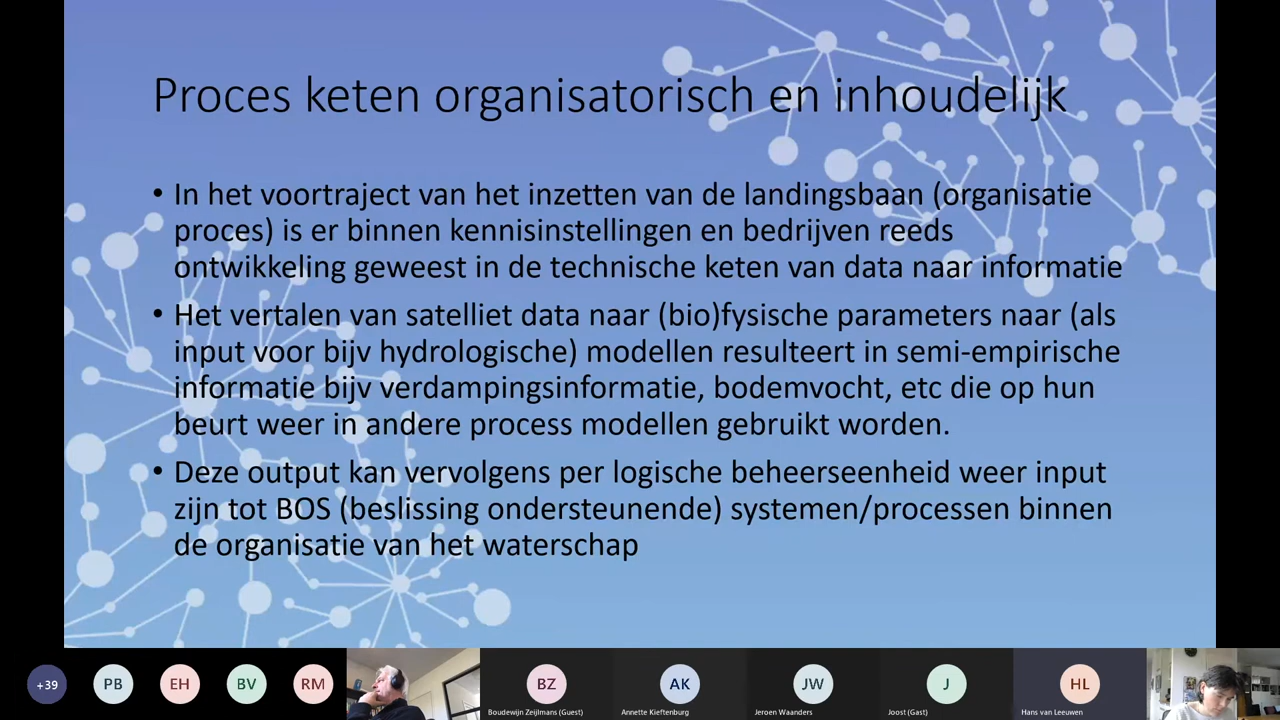 Proces keten organisatorisch en inhoudelijk
• In het voortraject van het inzetten van de landingsbaan (organisatie
proces) is er binnen kennisinstellingen en bedrijven reeds
ontwikkeling geweest in de technische keten van data naar informatie
• Het vertalen van satelliet data naar (bio)fysische parameters naar (als
input voor bijv hydrologische) modellen resulteert in semi-empirische
informatie bijv verdampingsinformatie, bodemvocht, etc die op hun
beurt weer in andere process modellen gebruikt worden.
• Deze output kan vervolgens per logische beheerseenheid weer input
zijn tot BOS (beslissing ondersteunende) systemen/processen binnen
de organisatie van het waterschap
+39 PB EH BV RM BZ AK JW J HL
Boudewijn Zeijlmans (Guest) Annette Kieftenburg Jeroen Waanders Joost (Gast) Hans van Leeuwen